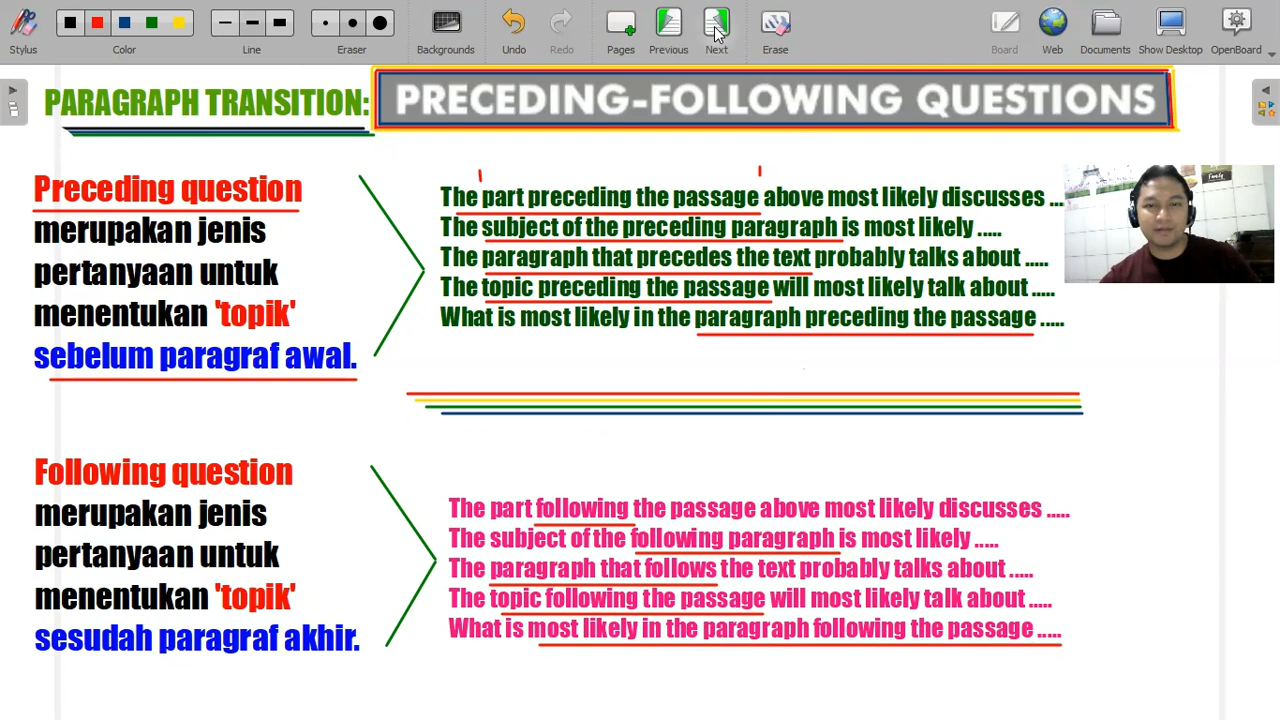 Stylus
Color
Line
Eraser
Backgrounds
Undo
Redo
Pages
Previous
Next
Erase
Board
Web
Documents
Show Desktop
OpenBoard
PARAGRAPH TRANSITION:
PRECEDING-FOLLOWING QUESTIONS
Preceding question
merupakan jenis
pertanyaan untuk
menentukan 'topik'
sebelum paragraf awal.
The part preceding the passage above most likely discusses ...
The subject of the preceding paragraph is most likely .....
The paragraph that precedes the text probably talks about .....
The topic preceding the passage will most likely talk about .....
What is most likely in the paragraph preceding the passage .....
Following question
merupakan jenis
pertanyaan untuk
menentukan 'topik'
sesudah paragraf akhir.
The part following the passage above most likely discusses .....
The subject of the following paragraph is most likely .....
The paragraph that follows the text probably talks about .....
The topic following the passage will most likely talk about .....
What is most likely in the paragraph following the passage .....